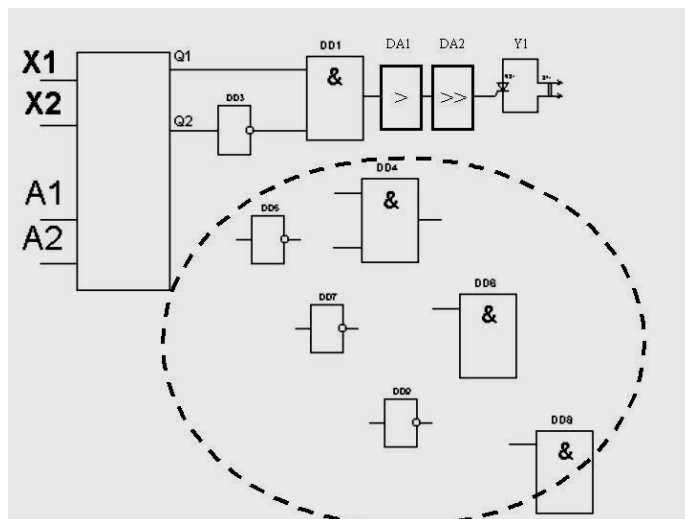 X1
X2
A1
A2
Q1
Q2
DD3
DD1
&
DA1
>
DA2
>>
Y1
DD4
&
DD5
DD7
DD6
&
DD9
DD8
&